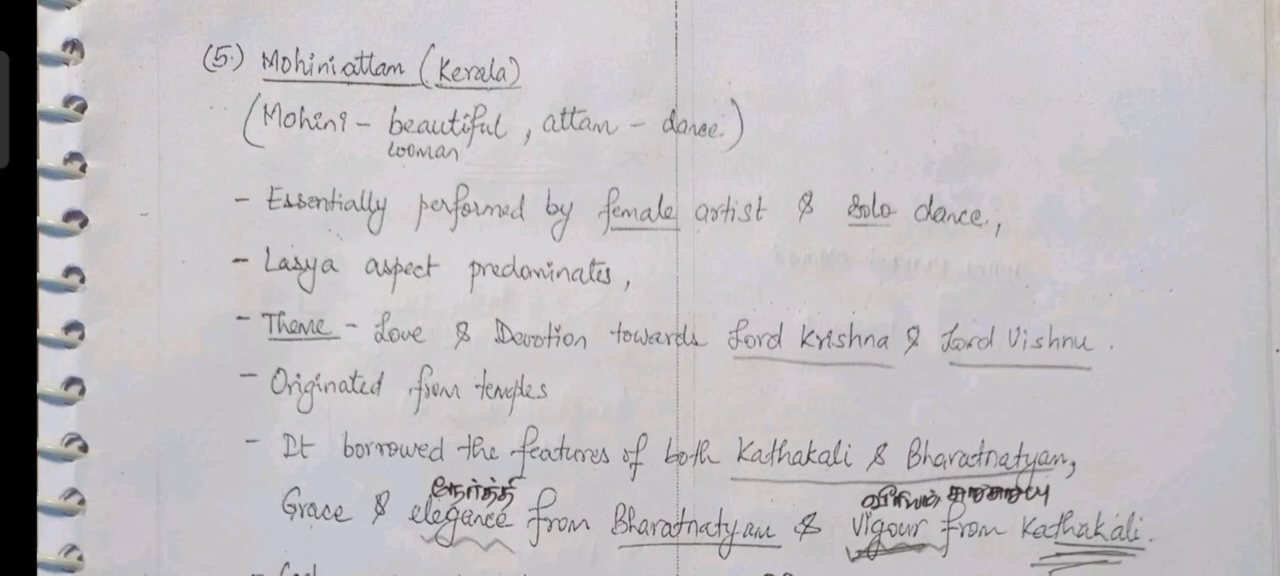 (5.) Mohiniattam (Kerala)
(Mohini - beautiful, attam - dance.)
woman
- Essentially performed by female artist & solo dance,
- Lasya aspect predominates,
- Theme - Love & Devotion towards Lord Krishna & Lord Vishnu.
- Originated from temples
- It borrowed the features of both Kathakali & Bharatnatyam,
நேர்த்தி
Grace & elegance from Bharatnatyam & vigour from Kathakali.